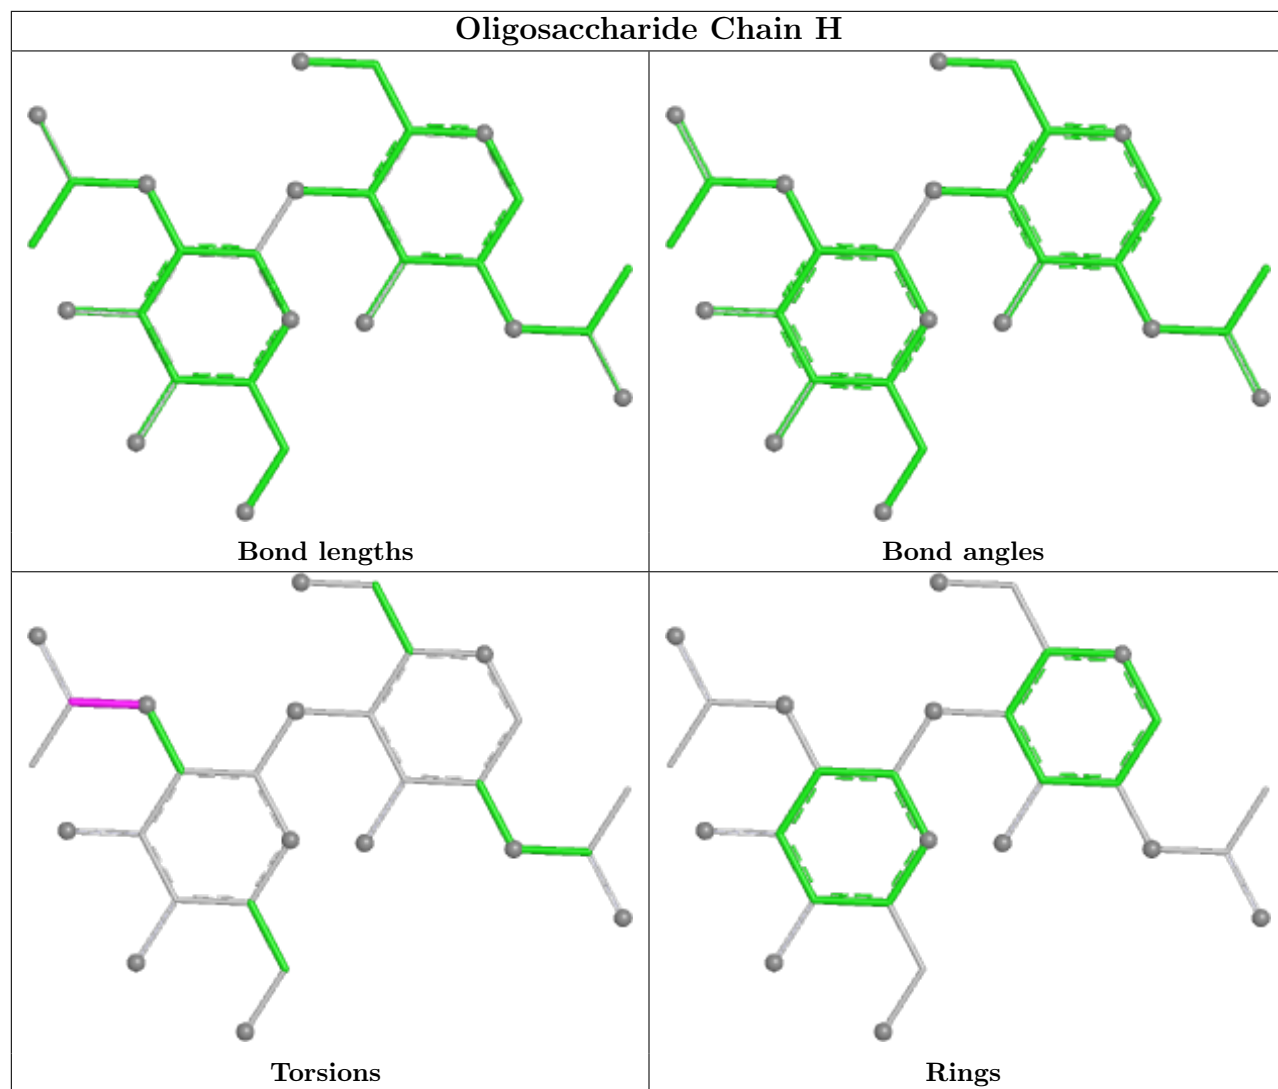 Oligosaccharide Chain H
Bond lengths
Bond angles
Torsions
Rings